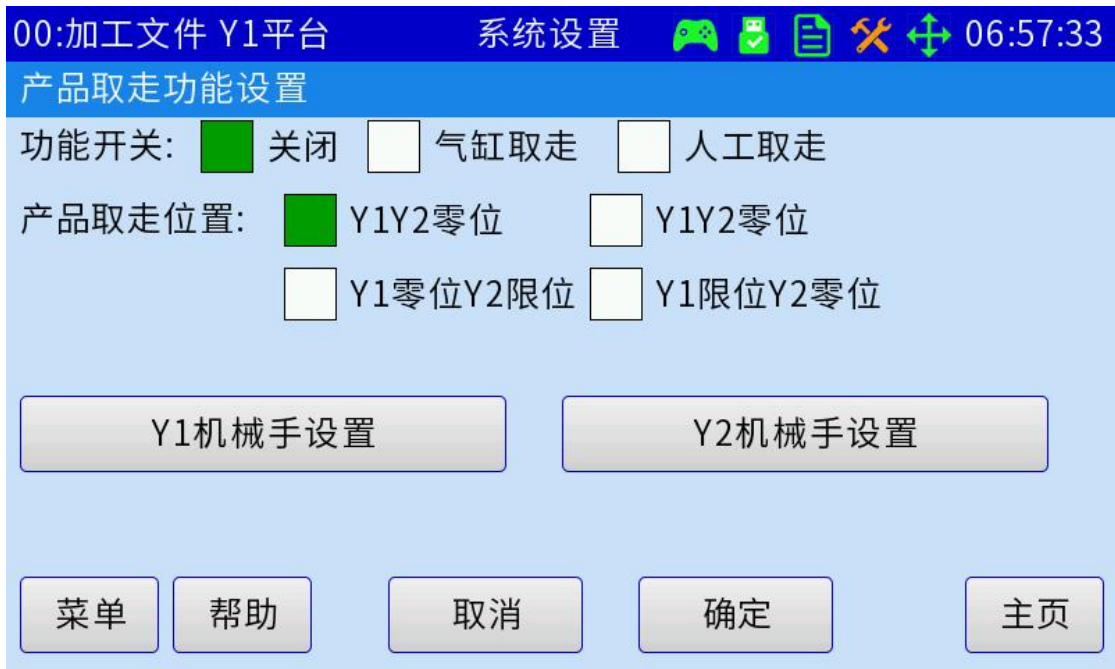 00:加工文件 Y1平台 系统设置 06:57:33
产品取走功能设置
功能开关: 关闭 气缸取走 人工取走
产品取走位置: Y1Y2零位 Y1Y2零位
Y1零位Y2限位 Y1限位Y2零位
Y1机械手设置 Y2机械手设置
菜单 帮助 取消 确定 主页